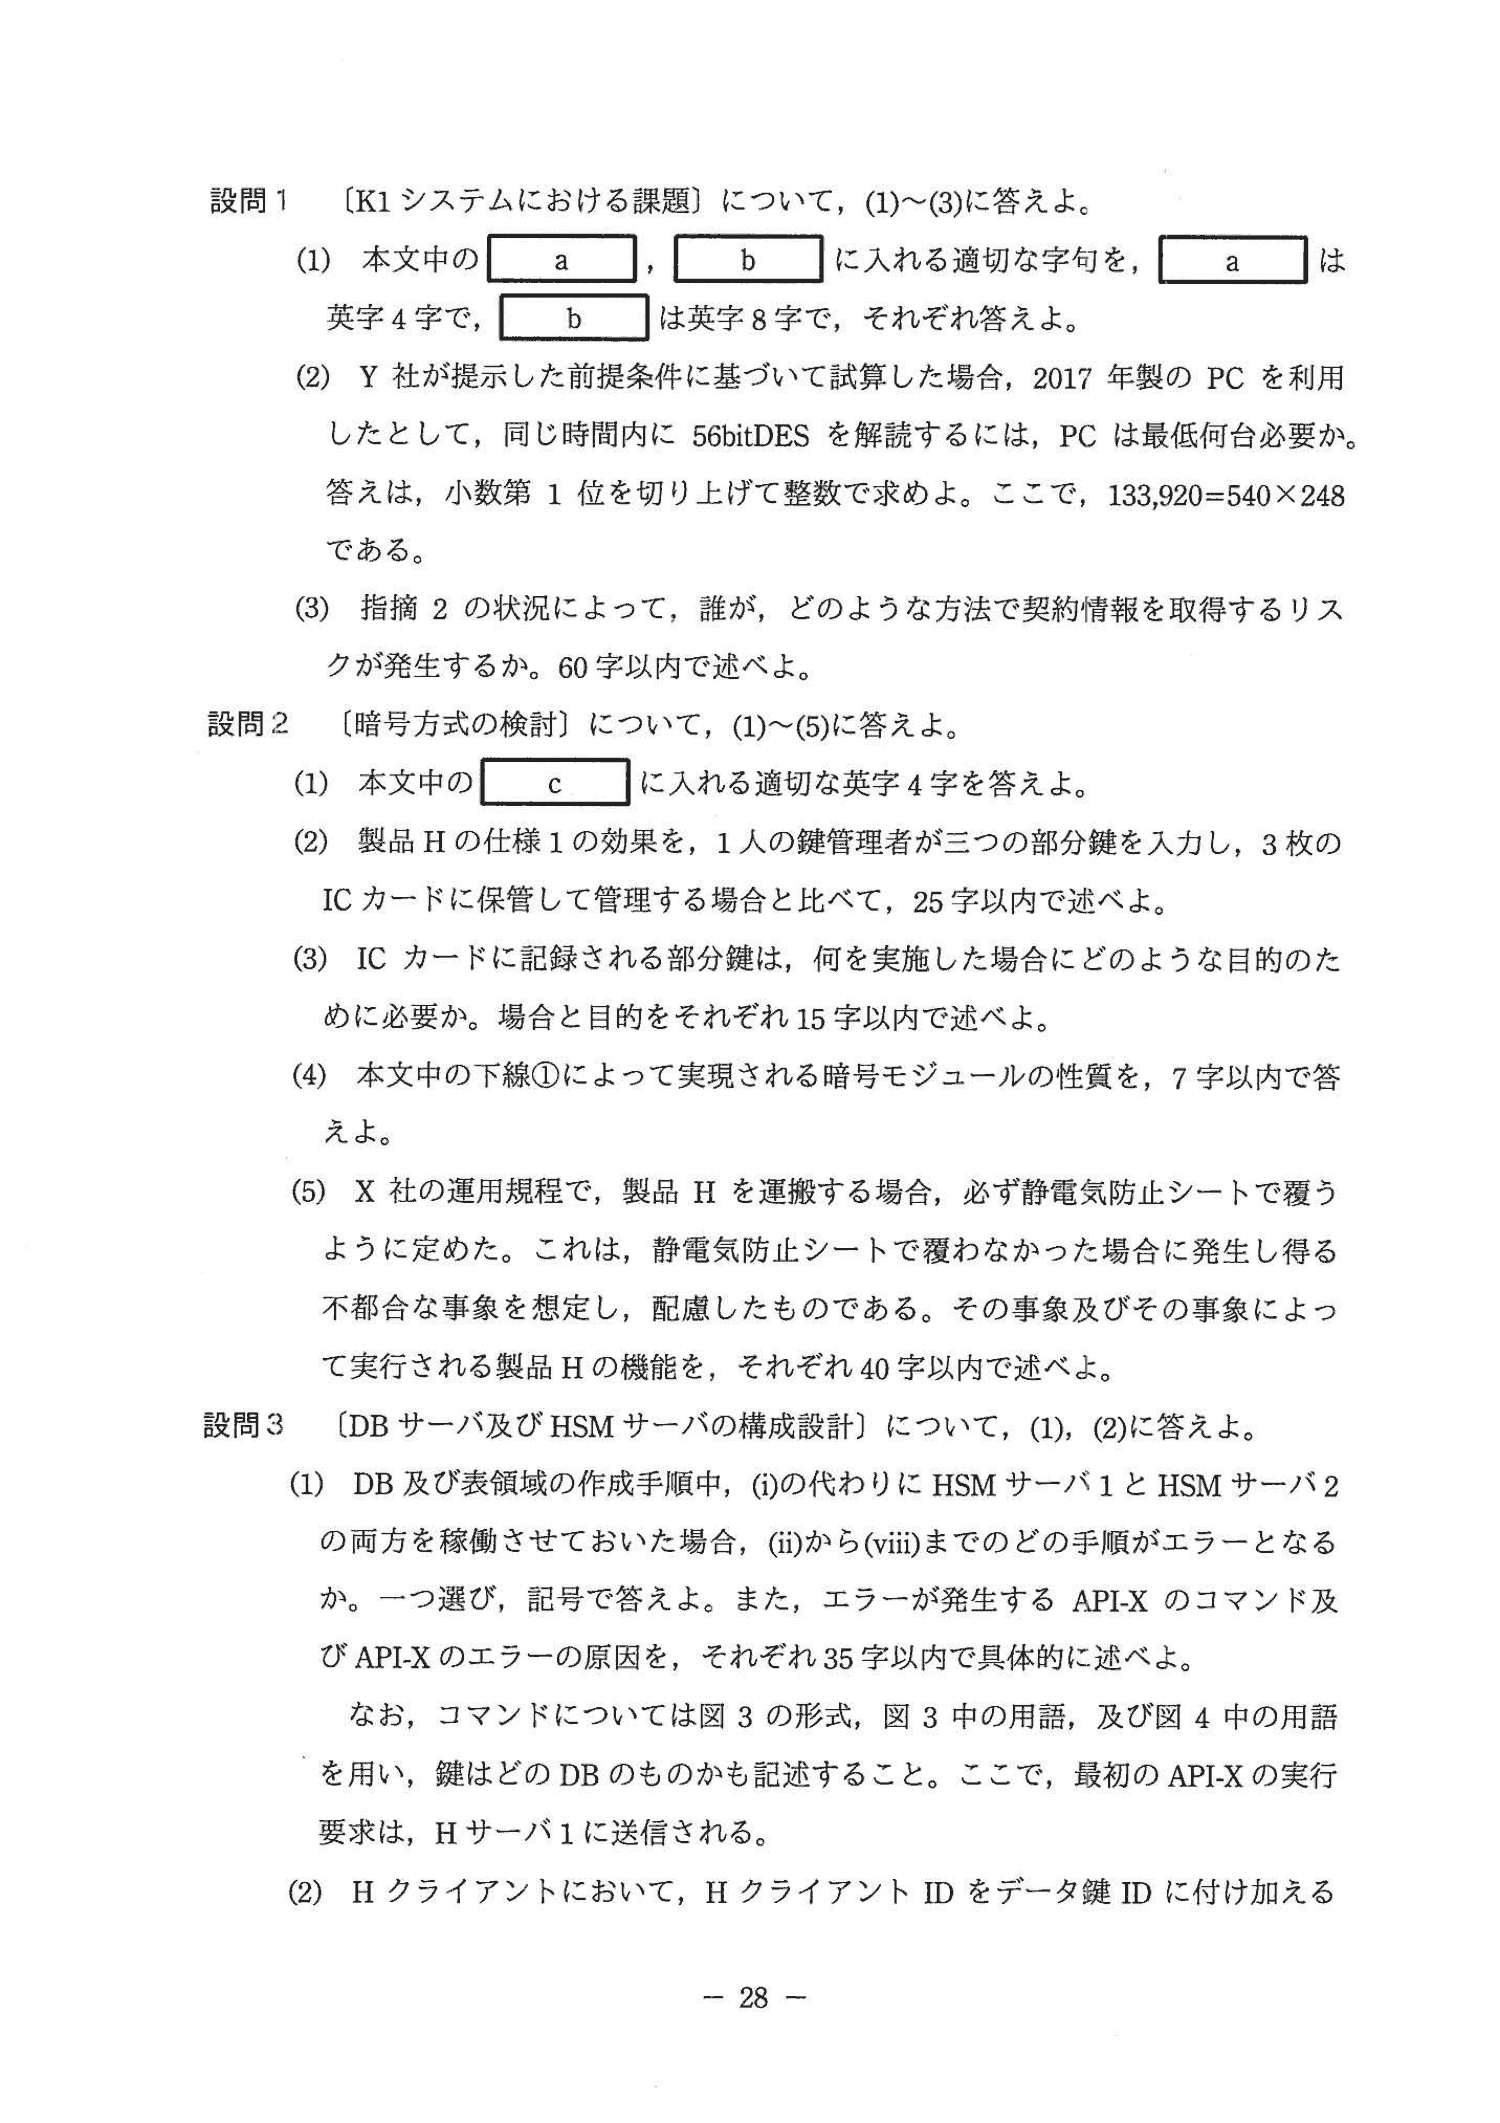 設問1 〔K1 システムにおける課題〕について，(1)～(3)に答えよ。
(1) 本文中の a ， b に入れる適切な字句を， a は
英字 4 字で， b は英字 8 字で，それぞれ答えよ。
(2) Y 社が提示した前提条件に基づいて試算した場合，2017 年製の PC を利用
したとして，同じ時間内に 56bitDES を解読するには，PC は最低何台必要か。
答えは，小数第 1 位を切り上げて整数で求めよ。ここで，133,920=540×248
である。
(3) 指摘 2 の状況によって，誰が，どのような方法で契約情報を取得するリス
クが発生するか。60 字以内で述べよ。
設問2 〔暗号方式の検討〕について，(1)～(5)に答えよ。
(1) 本文中の c に入れる適切な英字 4 字を答えよ。
(2) 製品 H の仕様 1 の効果を，1 人の鍵管理者が三つの部分鍵を入力し，3 枚の
IC カードに保管して管理する場合と比べて，25 字以内で述べよ。
(3) IC カードに記録される部分鍵は，何を実施した場合にどのような目的のた
めに必要か。場合と目的をそれぞれ 15 字以内で述べよ。
(4) 本文中の下線①によって実現される暗号モジュールの性質を，7 字以内で答
えよ。
(5) X 社の運用規程で，製品 H を運搬する場合，必ず静電気防止シートで覆う
ように定めた。これは，静電気防止シートで覆わなかった場合に発生し得る
不都合な事象を想定し，配慮したものである。その事象及びその事象によっ
て実行される製品 H の機能を，それぞれ 40 字以内で述べよ。
設問3 〔DB サーバ及び HSM サーバの構成設計〕について，(1)，(2)に答えよ。
(1) DB 及び表領域の作成手順中，(i)の代わりに HSM サーバ 1 と HSM サーバ 2
の両方を稼働させておいた場合，(ii)から(viii)までのどの手順がエラーとなる
か。一つ選び，記号で答えよ。また，エラーが発生する API-X のコマンド及
び API-X のエラーの原因を，それぞれ 35 字以内で具体的に述べよ。
なお，コマンドについては図 3 の形式，図 3 中の用語，及び図 4 中の用語
を用い，鍵はどの DB のものかも記述すること。ここで，最初の API-X の実行
要求は，H サーバ 1 に送信される。
(2) H クライアントにおいて，H クライアント ID をデータ鍵 ID に付け加える
－ 28 －